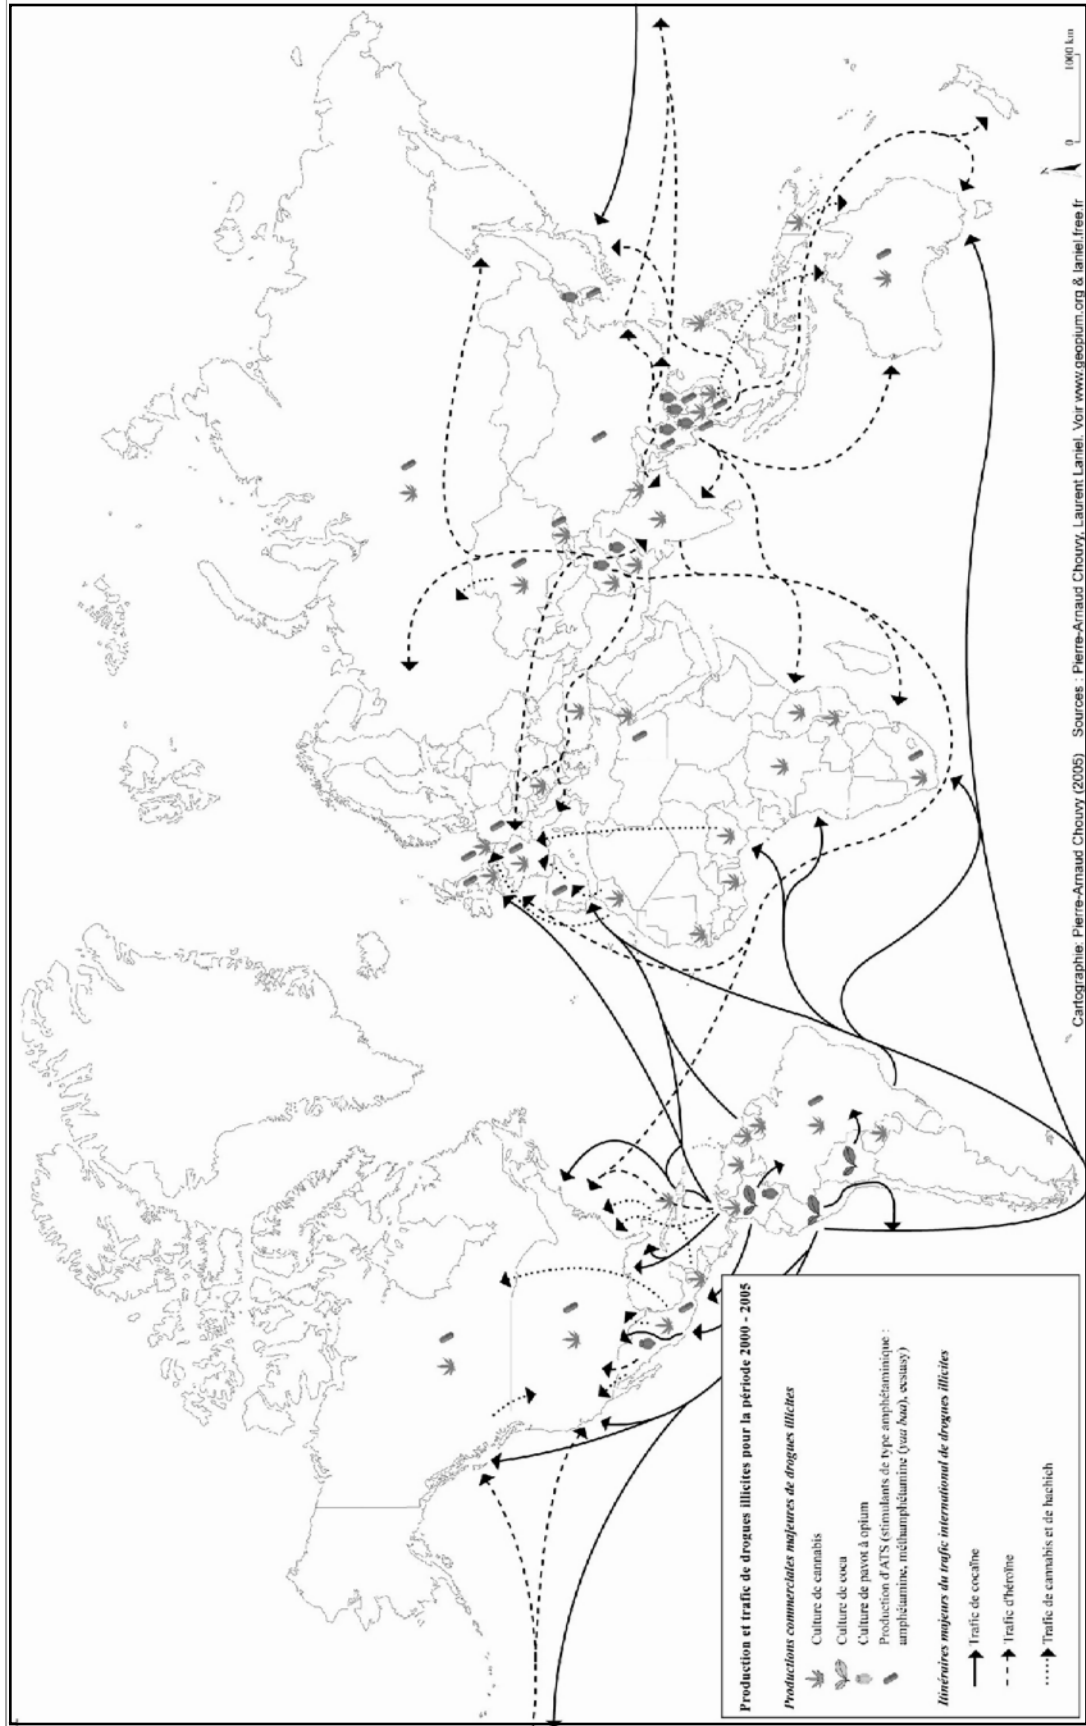 Production et trafic de drogues illicites pour la période 2000 - 2005
Productions commerciales majeures de drogues illicites
Culture de cannabis
Culture de coca
Culture de pavot à opium
Production d'ATS (stimulants de type amphétaminique :
amphétamine, méthamphétamine (yaa baa), ecstasy)
Itinéraires majeurs du trafic international de drogues illicites
Trafic de cocaïne
Trafic d'héroïne
Trafic de cannabis et de hachich
Cartographie: Pierre-Arnaud Chouvy (2005) Sources : Pierre-Arnaud Chouvy, Laurent Laniel. Voir www.geopium.org & laniel.free.fr
N
0 1000 km